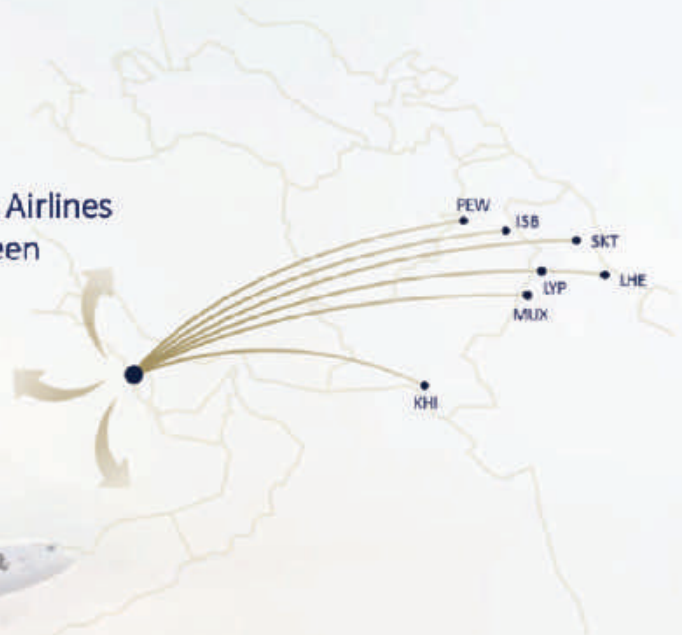 Airlines
een
PEW
ISB
SKT
LYP
LHE
MUX
KHI